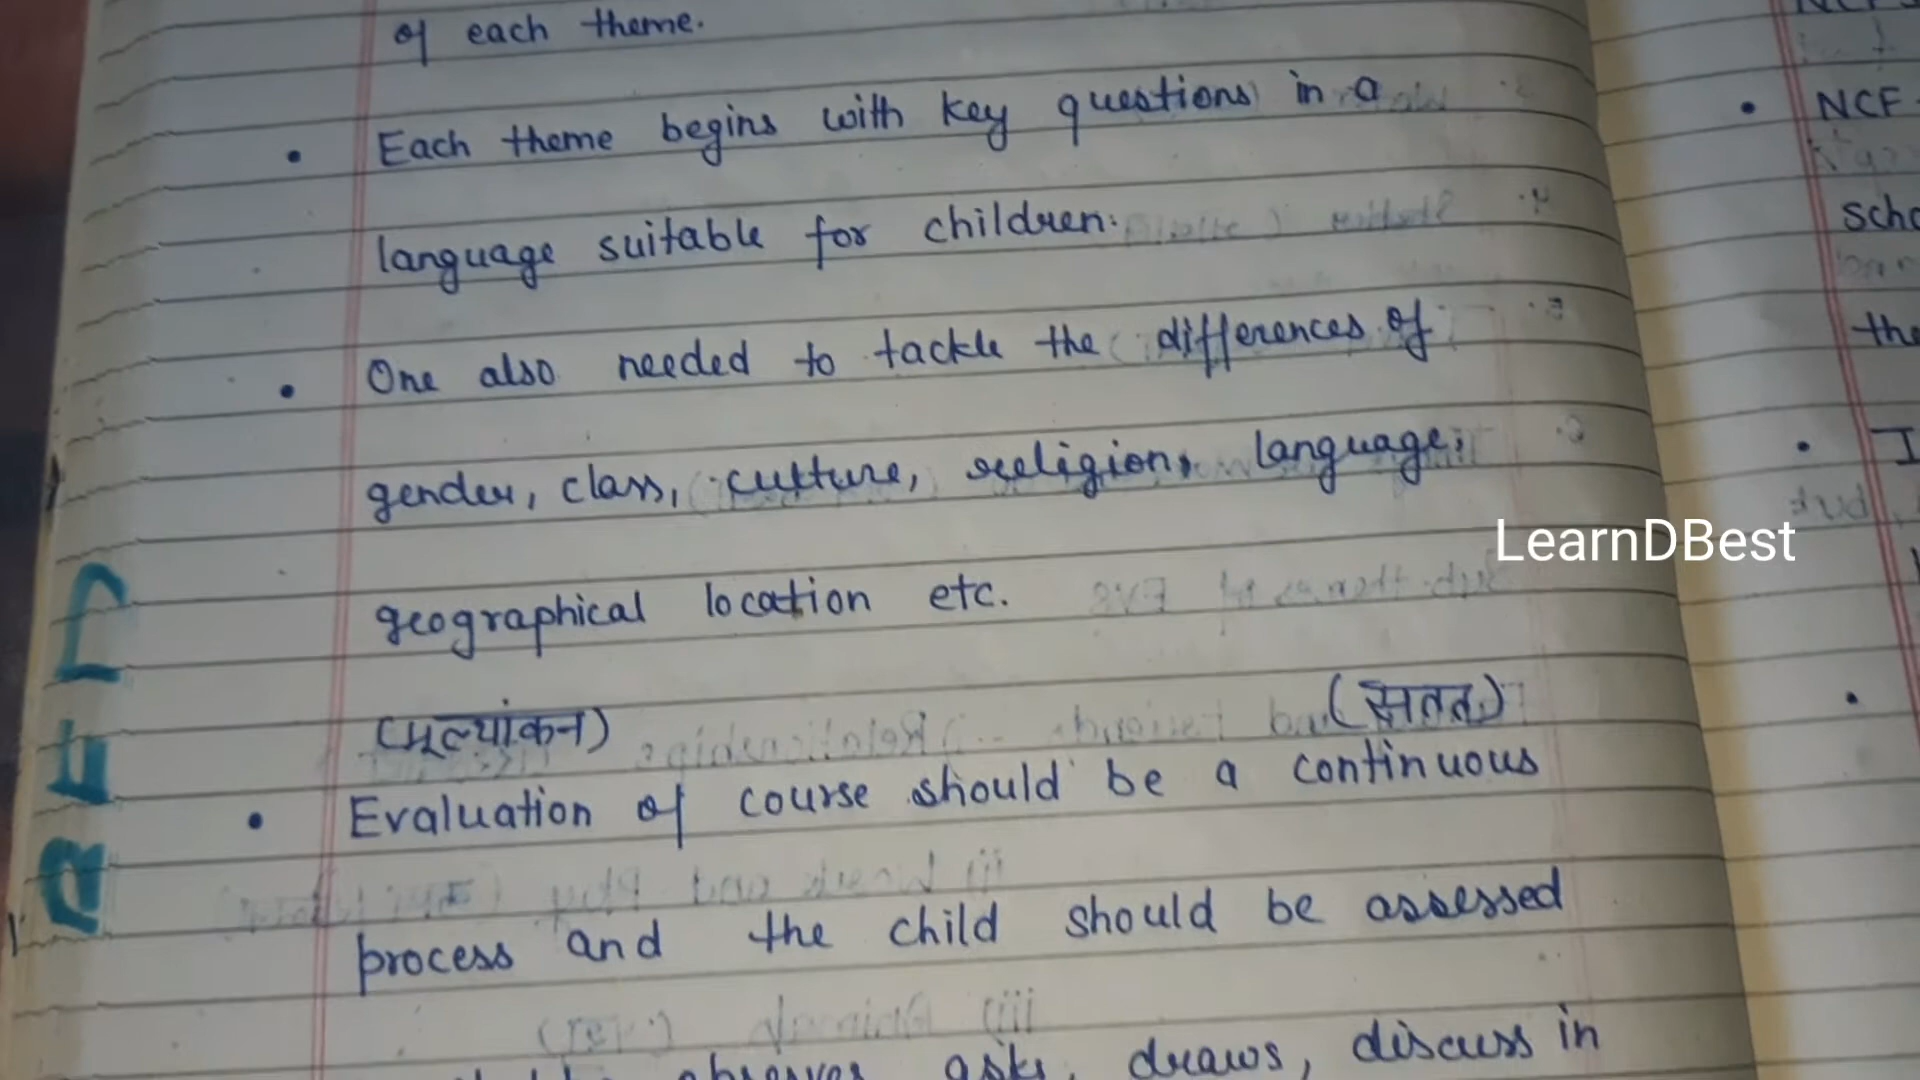 of each theme.
• Each theme begins with key questions in a
language suitable for children.
• One also needed to tackle the differences of
gender, class, culture, religion, language,
geographical location etc.
(मूल्यांकन) (सतत)
• Evaluation of course should be a continuous
process and the child should be assessed
observes asks, draws, discuss in
LearnDBest
• NCF
the
• I
•